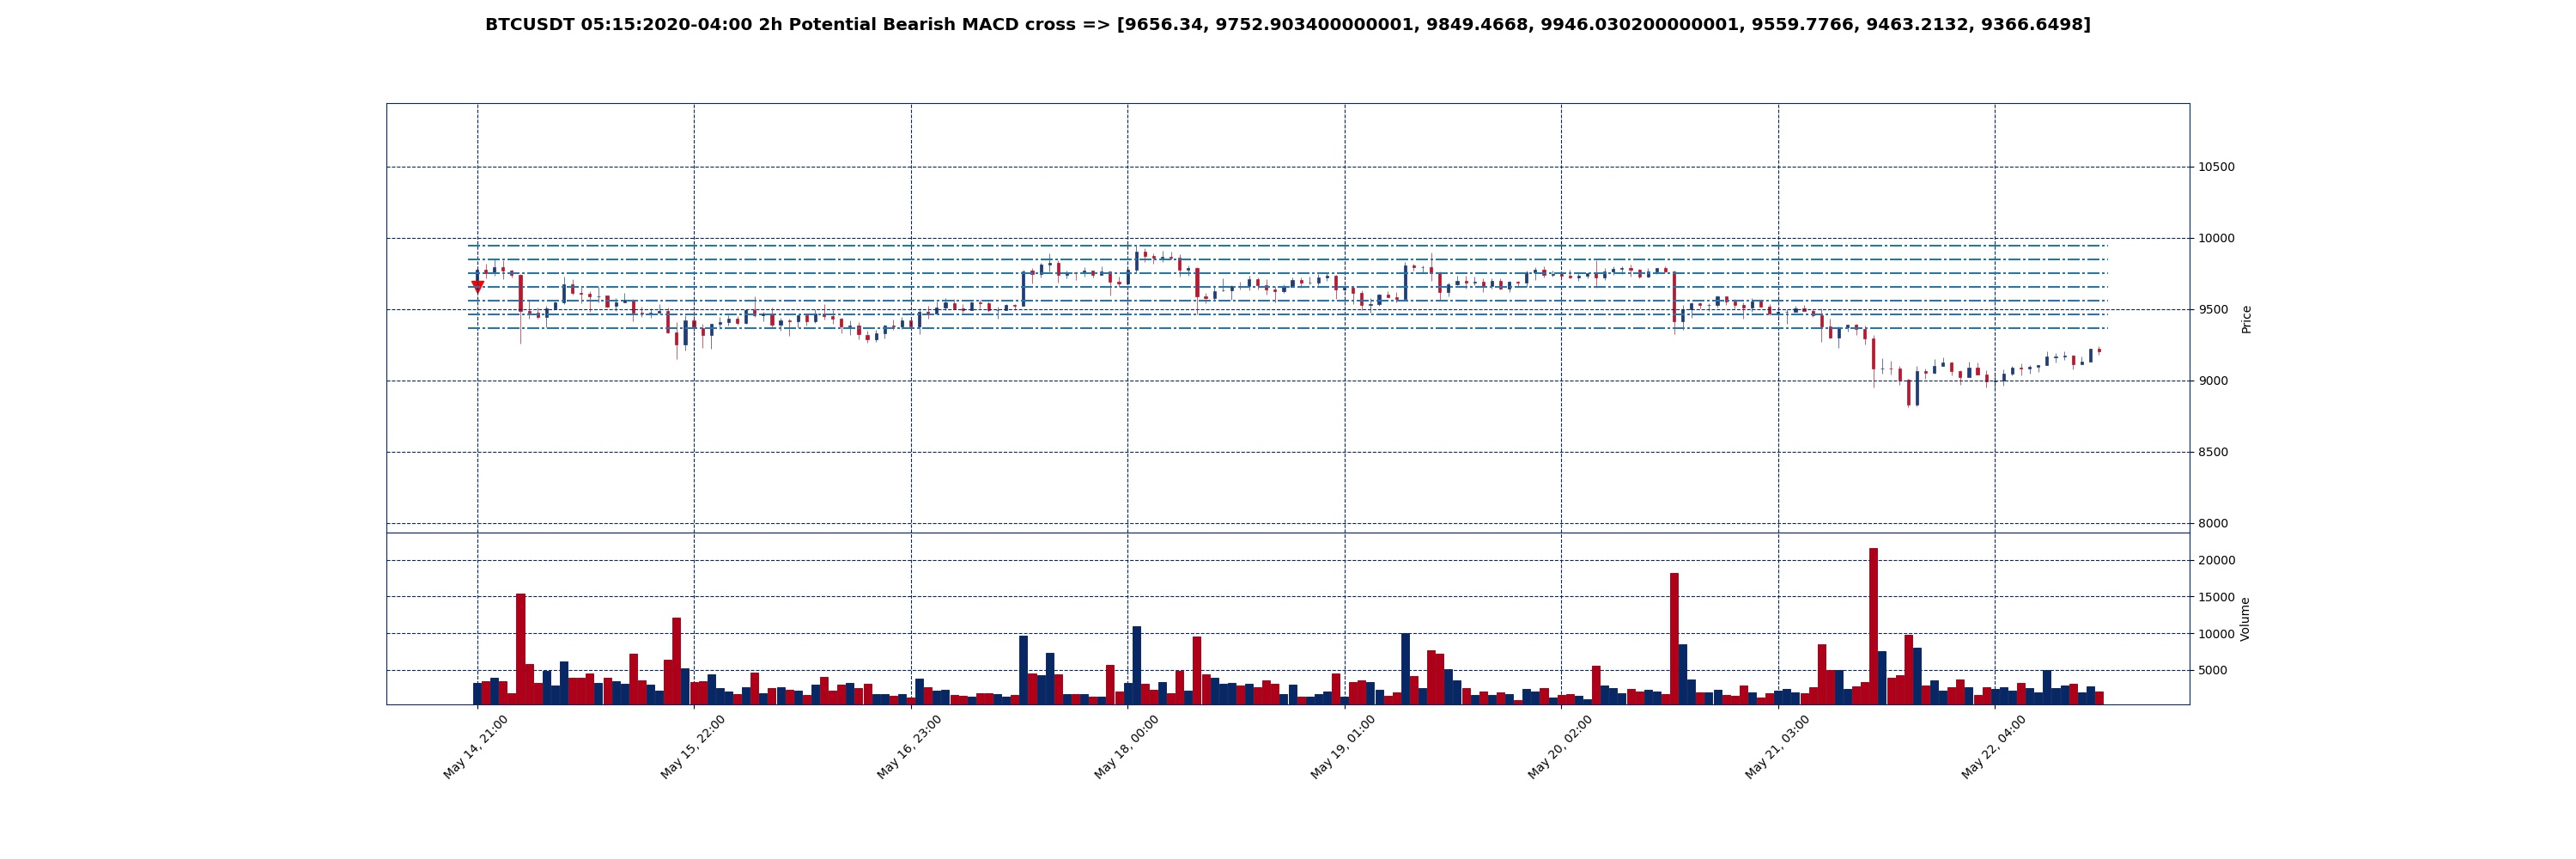 BTCUSDT 05:15:2020-04:00 2h Potential Bearish MACD cross => [9656.34, 9752.903400000001, 9849.4668, 9946.030200000001, 9559.7766, 9463.2132, 9366.6498]
10500
10000
9500
9000
8500
8000
Price
20000
15000
10000
5000
Volume
May 14, 21:00
May 15, 22:00
May 16, 23:00
May 18, 00:00
May 19, 01:00
May 20, 02:00
May 21, 03:00
May 22, 04:00